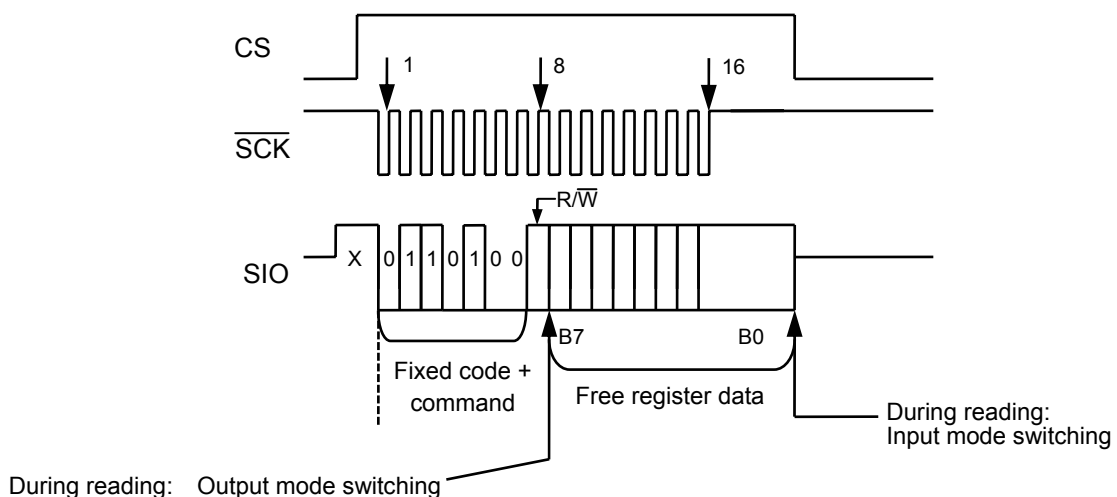 CS
1
8
16
SCK
R/W
SIO
X 0 1 1 0 1 0 0
B7
B0
Fixed code +
command
Free register data
During reading:
Input mode switching
During reading: Output mode switching